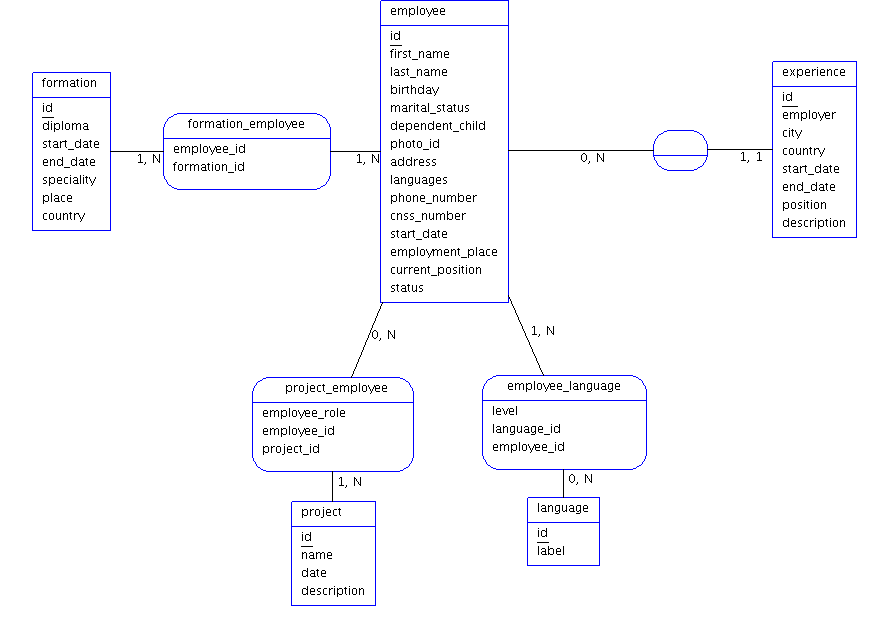 employee
id
first_name
last_name
birthday
marital_status
dependent_child
photo_id
address
languages
phone_number
cnss_number
start_date
employment_place
current_position
status
formation
id
diploma
start_date
end_date
speciality
place
country
1, N
formation_employee
employee_id
formation_id
1, N
0, N
1, 1
experience
id
employer
city
country
start_date
end_date
position
description
0, N
1, N
project_employee
employee_role
employee_id
project_id
1, N
project
id
name
date
description
employee_language
level
language_id
employee_id
0, N
language
id
label